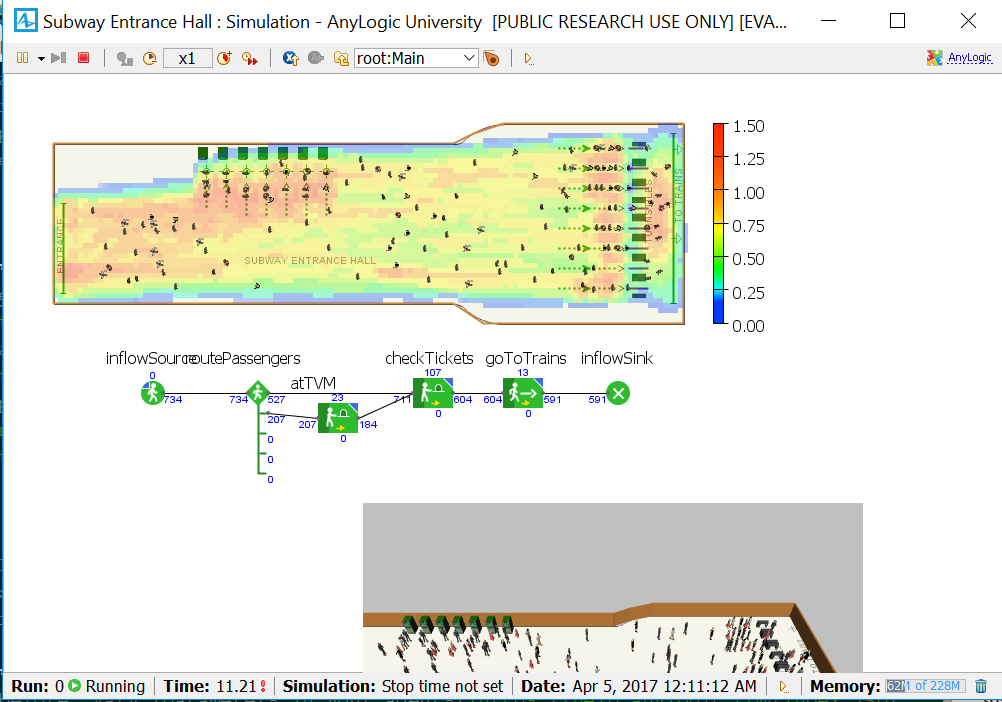 Subway Entrance Hall : Simulation - AnyLogic University [PUBLIC RESEARCH USE ONLY] [EVA...
x1
root:Main
AnyLogic
ENTRANCE
SUBWAY ENTRANCE HALL
TURNSTILES
TO TRAINS
1.50
1.25
1.00
0.75
0.50
0.25
0.00
inflowSource
routePassengers
checkTickets
goToTrains
inflowSink
0
734
734
527
207
0
0
0
atTVM
23
207
184
0
107
711
604
0
13
604
591
0
591
Run: 0 Running
Time: 11.21
Simulation: Stop time not set
Date: Apr 5, 2017 12:11:12 AM
Memory: 62M of 228M